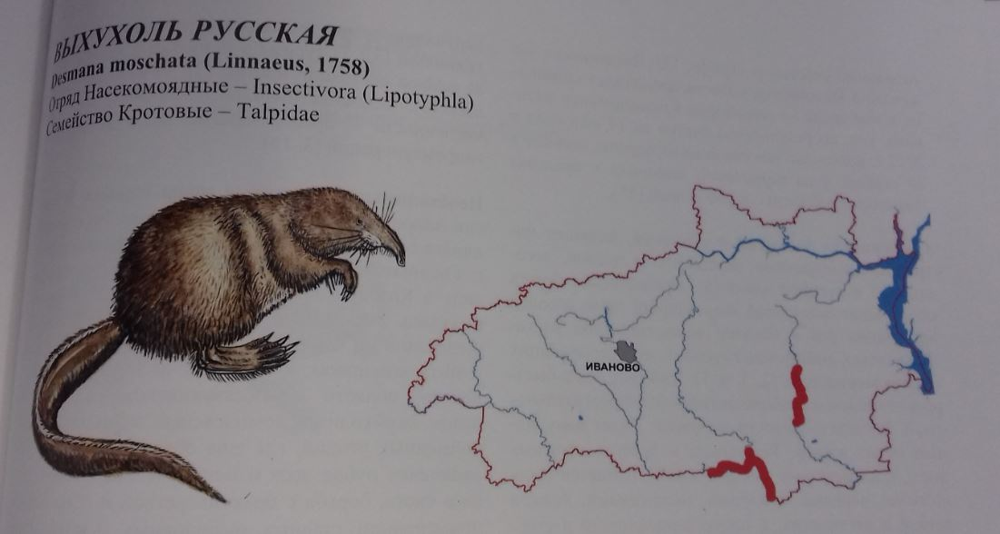 ВЫХУХОЛЬ РУССКАЯ
Desmana moschata (Linnaeus, 1758)
Отряд Насекомоядные – Insectivora (Lipotyphla)
Семейство Кротовые – Talpidae
ИВАНОВО